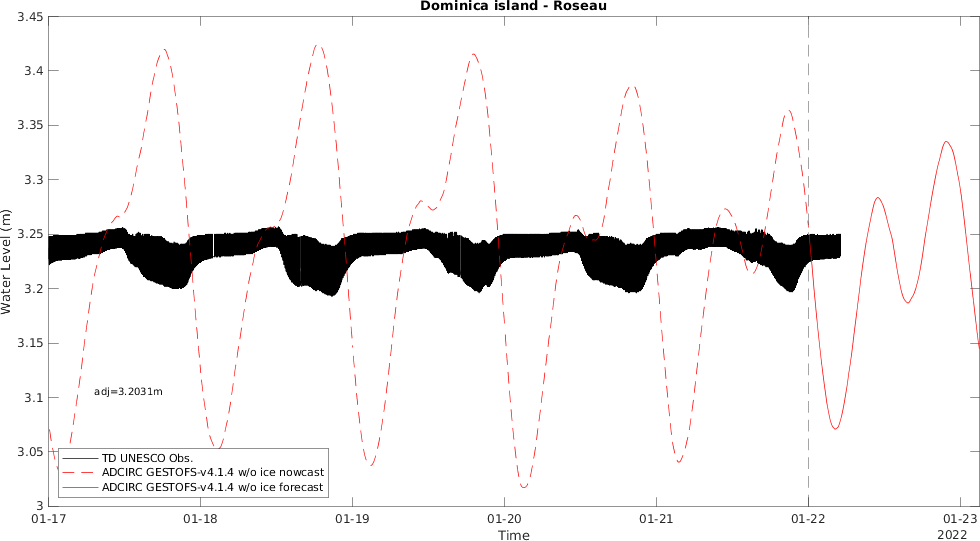 Dominica island - Roseau
3.45
3.4
3.35
3.3
3.25
3.2
3.15
3.1
3.05
3
Water Level (m)
adj=3.2031m
TD UNESCO Obs.
ADCIRC GESTOFS-v4.1.4 w/o ice nowcast
ADCIRC GESTOFS-v4.1.4 w/o ice forecast
01-17 01-18 01-19 01-20 01-21 01-22 01-23
Time
2022